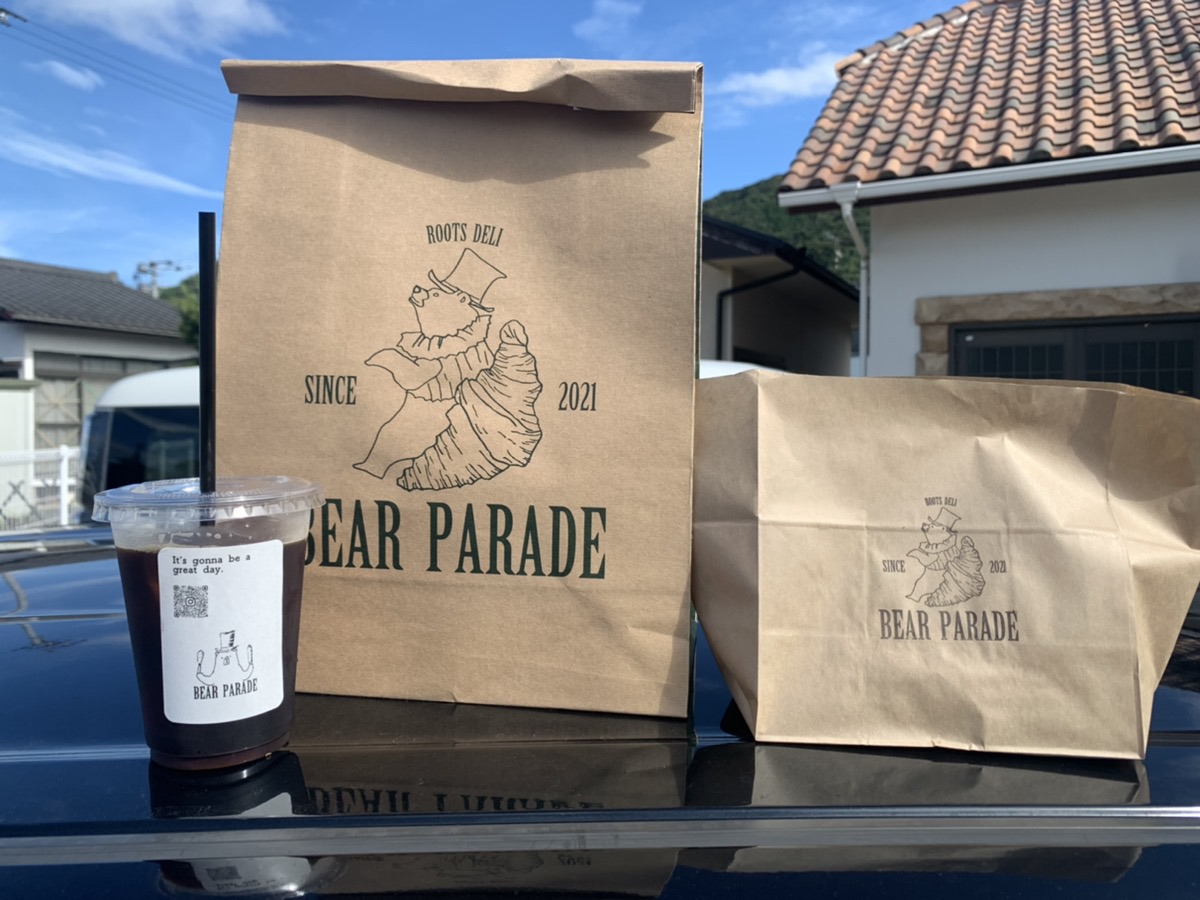 ROOTS DELI
SINCE 2021
BEAR PARADE
It's gonna be a
great day.
BEAR PARADE
ROOTS DELI
SINCE 2021
BEAR PARADE